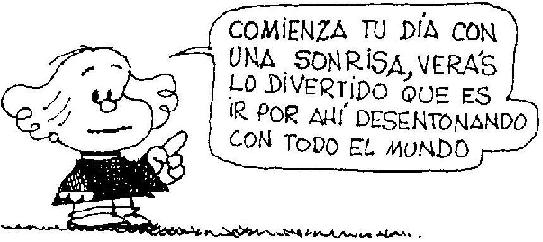 COMIENZA TU DÍA CON
UNA SONRISA, VERÁS
LO DIVERTIDO QUE ES
IR POR AHÍ DESENTONANDO
CON TODO EL MUNDO